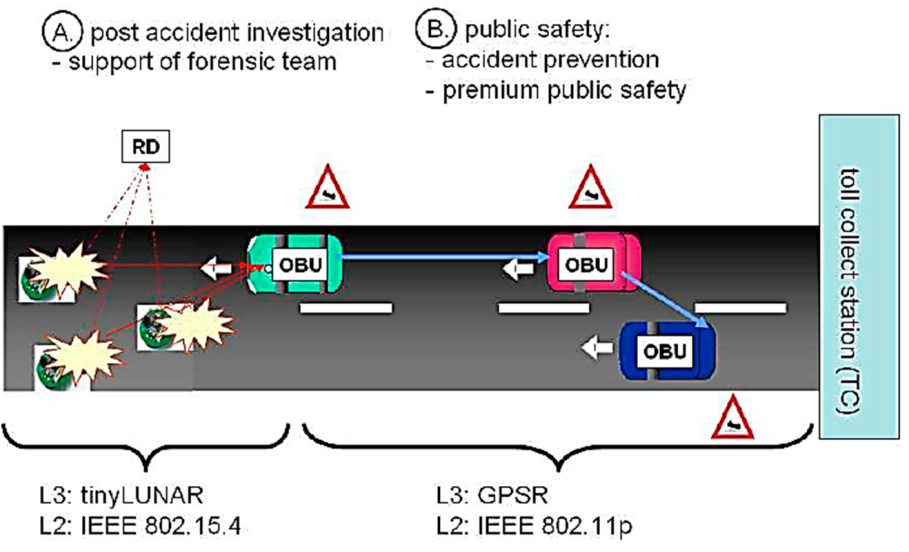 A. post accident investigation
- support of forensic team
B. public safety:
- accident prevention
- premium public safety
RD
OBU
OBU
OBU
toll collect station (TC)
L3: tinyLUNAR
L2: IEEE 802.15.4
L3: GPSR
L2: IEEE 802.11p